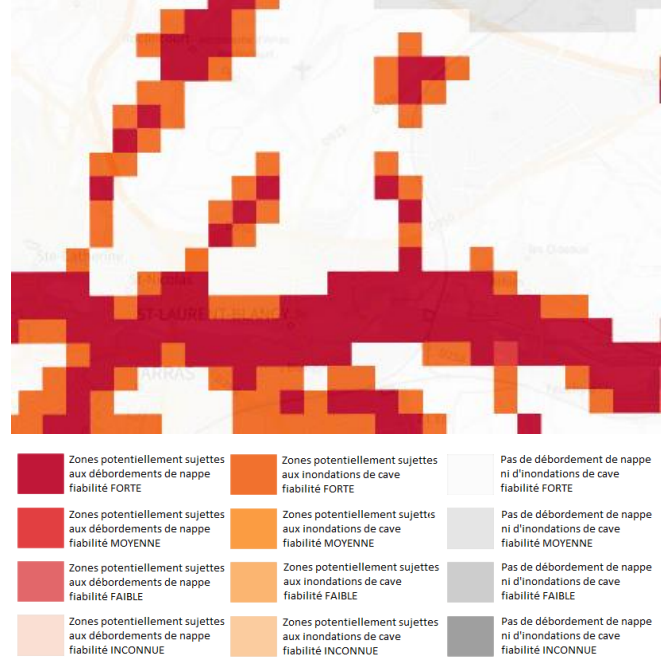 Ste-Catherine
St-Nicolas
ST-LAURENT-BLANGY
ARRAS
Zones potentiellement sujettes
aux débordements de nappe
fiabilité FORTE
Zones potentiellement sujettes
aux inondations de cave
fiabilité FORTE
Pas de débordement de nappe
ni d'inondations de cave
fiabilité FORTE
Zones potentiellement sujettes
aux débordements de nappe
fiabilité MOYENNE
Zones potentiellement sujettes
aux inondations de cave
fiabilité MOYENNE
Pas de débordement de nappe
ni d'inondations de cave
fiabilité MOYENNE
Zones potentiellement sujettes
aux débordements de nappe
fiabilité FAIBLE
Zones potentiellement sujettes
aux inondations de cave
fiabilité FAIBLE
Pas de débordement de nappe
ni d'inondations de cave
fiabilité FAIBLE
Zones potentiellement sujettes
aux débordements de nappe
fiabilité INCONNUE
Zones potentiellement sujettes
aux inondations de cave
fiabilité INCONNUE
Pas de débordement de nappe
ni d'inondations de cave
fiabilité INCONNUE